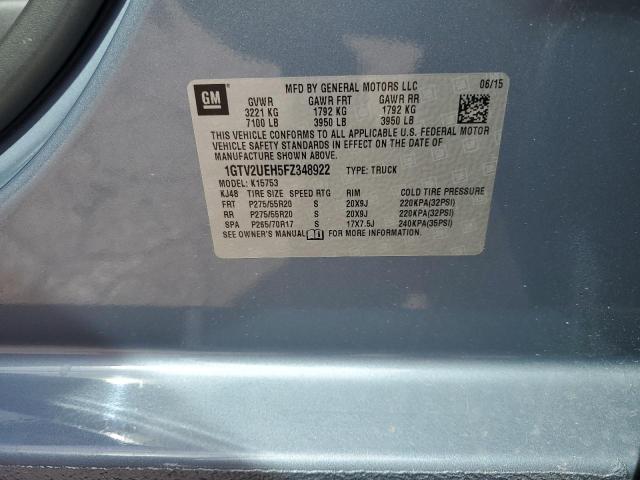 MFD BY GENERAL MOTORS LLC 06/15
GM
GVWR GAWR FRT GAWR RR
3221 KG 1792 KG 1792 KG
7100 LB 3950 LB 3950 LB
THIS VEHICLE CONFORMS TO ALL APPLICABLE U.S. FEDERAL MOTOR
VEHICLE SAFETY STANDARDS IN EFFECT ON THE DATE OF
MANUFACTURE SHOWN ABOVE.
1GTV2UEH5FZ348922 TYPE: TRUCK
MODEL: K15753
KJ48 TIRE SIZE SPEED RTG RIM COLD TIRE PRESSURE
FRT P275/55R20 S 20X9J 220KPA(32PSI)
RR P275/55R20 S 20X9J 220KPA(32PSI)
SPA P265/70R17 S 17X7.5J 240KPA(35PSI)
SEE OWNER'S MANUAL FOR MORE INFORMATION.